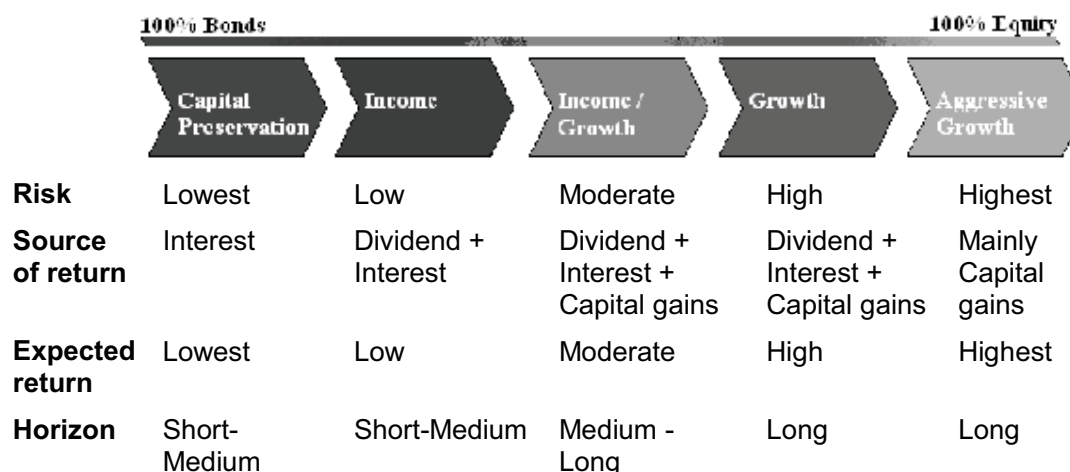 100% Bonds 100% Equity
Capital Preservation Income Income / Growth Growth Aggressive Growth
Risk Lowest Low Moderate High Highest
Source of return Interest Dividend + Interest Dividend + Interest + Capital gains Dividend + Interest + Capital gains Mainly Capital gains
Expected return Lowest Low Moderate High Highest
Horizon Short-Medium Short-Medium Medium - Long Long Long